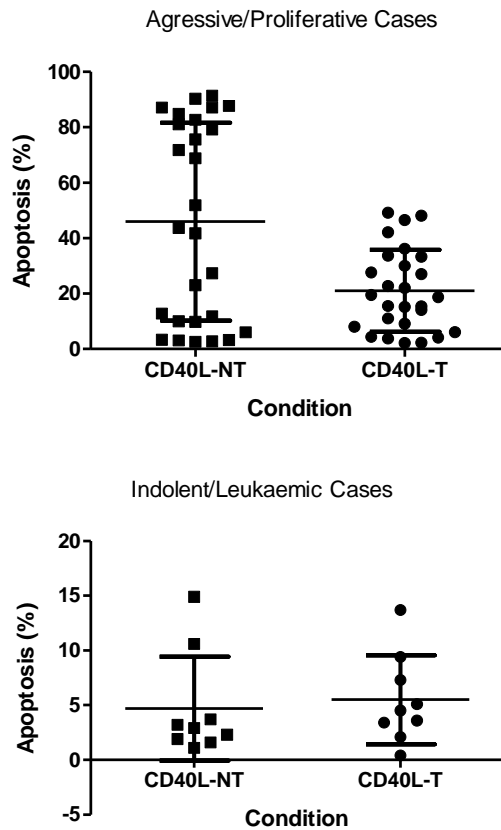 Agressive/Proliferative Cases
100
80
60
40
20
0
Apoptosis (%)
CD40L-NT CD40L-T
Condition
Indolent/Leukaemic Cases
20
15
10
5
0
-5
Apoptosis (%)
CD40L-NT CD40L-T
Condition